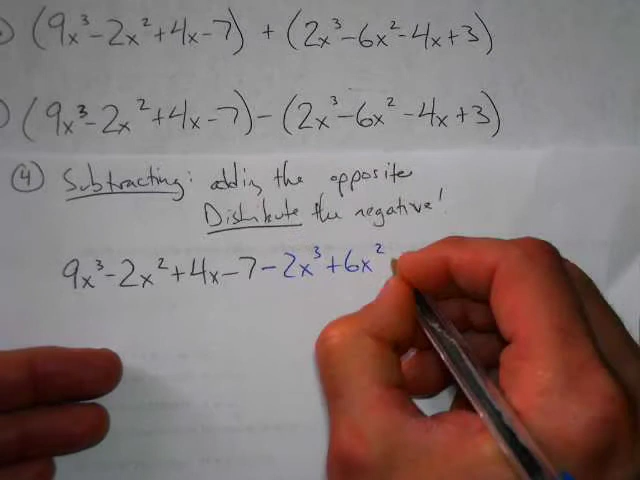 ) (9x³-2x²+4x-7) + (2x³-6x²-4x+3)
) (9x³-2x²+4x-7) - (2x³-6x²-4x+3)
④ Subtracting: adding the opposite
Distribute the negative!
9x³-2x²+4x-7-2x³+6x²